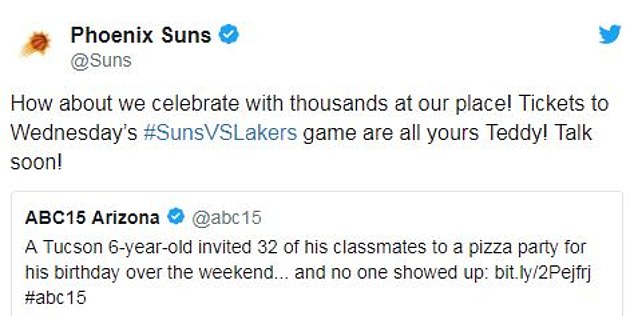 Phoenix Suns
@Suns
How about we celebrate with thousands at our place! Tickets to
Wednesday’s #SunsVSLakers game are all yours Teddy! Talk
soon!
ABC15 Arizona @abc15
A Tucson 6-year-old invited 32 of his classmates to a pizza party for
his birthday over the weekend... and no one showed up: bit.ly/2Pejfrj
#abc15